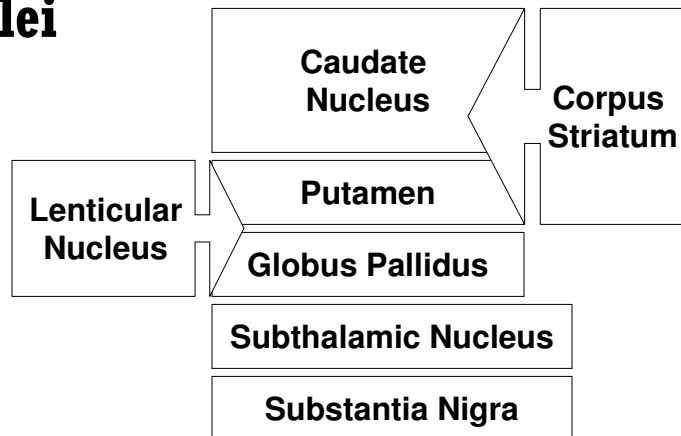 lei
Caudate
Nucleus
Corpus
Striatum
Putamen
Lenticular
Nucleus
Globus Pallidus
Subthalamic Nucleus
Substantia Nigra